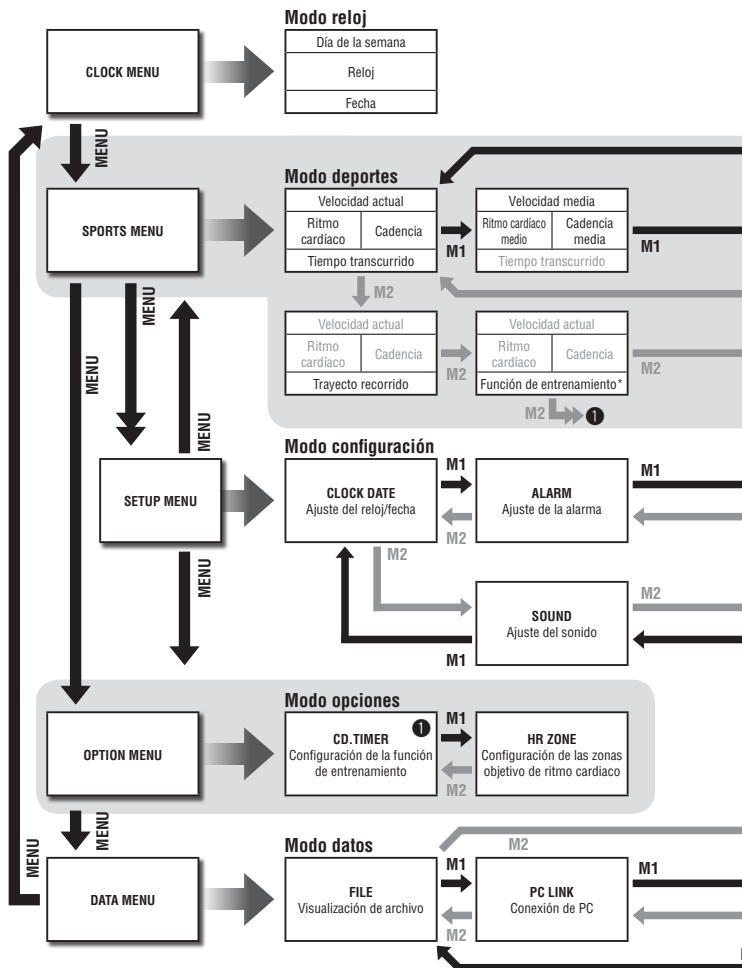 Modo reloj
CLOCK MENU
Día de la semana
Reloj
Fecha
MENU
Modo deportes
SPORTS MENU
Velocidad actual
Ritmo
cardíaco
Cadencia
Tiempo transcurrido
M1
Velocidad media
Ritmo cardíaco
medio
Cadencia
media
Tiempo transcurrido
M1
M2
Velocidad actual
Ritmo
cardíaco
Cadencia
Trayecto recorrido
M2
Velocidad actual
Ritmo
cardíaco
Cadencia
Función de entrenamiento*
M2
M2
1
MENU
MENU
MENU
Modo configuración
SETUP MENU
CLOCK DATE
Ajuste del reloj/fecha
M1
M2
ALARM
Ajuste de la alarma
M1
M2
SOUND
Ajuste del sonido
M2
M1
MENU
Modo opciones
OPTION MENU
CD.TIMER
1
Configuración de la función
de entrenamiento
M1
M2
HR ZONE
Configuración de las zonas
objetivo de ritmo cardiaco
MENU
MENU
Modo datos
DATA MENU
FILE
Visualización de archivo
M1
M2
M2
PC LINK
Conexión de PC
M1